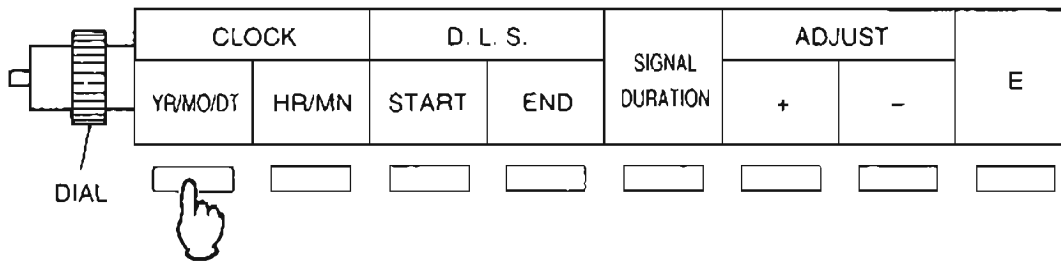 CLOCK D. L. S. SIGNAL DURATION ADJUST E
YR/MO/DT HR/MN START END + −
DIAL